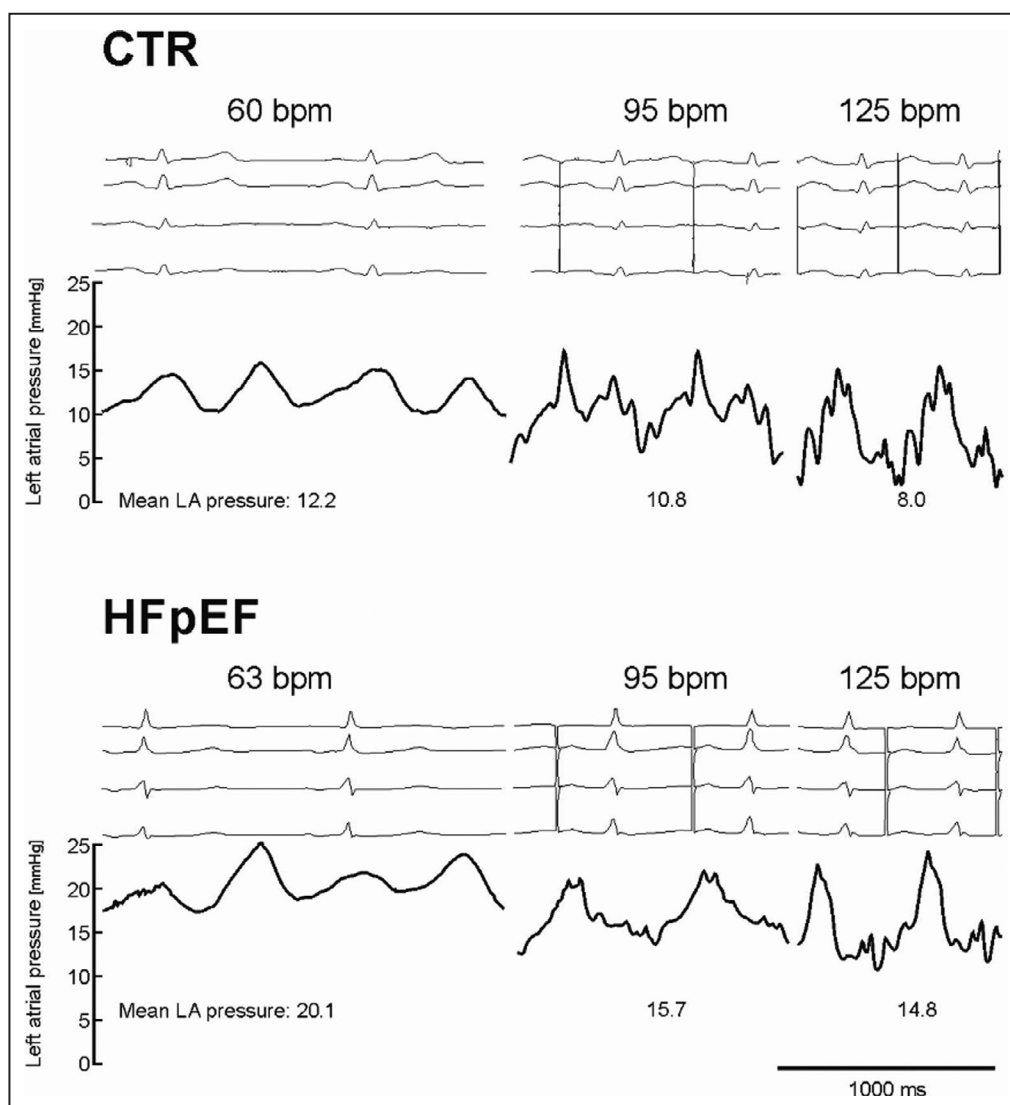 CTR
60 bpm 95 bpm 125 bpm
Left atrial pressure [mmHg]
25
20
15
10
5
0
Mean LA pressure: 12.2 10.8 8.0
HFpEF
63 bpm 95 bpm 125 bpm
Left atrial pressure [mmHg]
25
20
15
10
5
0
Mean LA pressure: 20.1 15.7 14.8
1000 ms